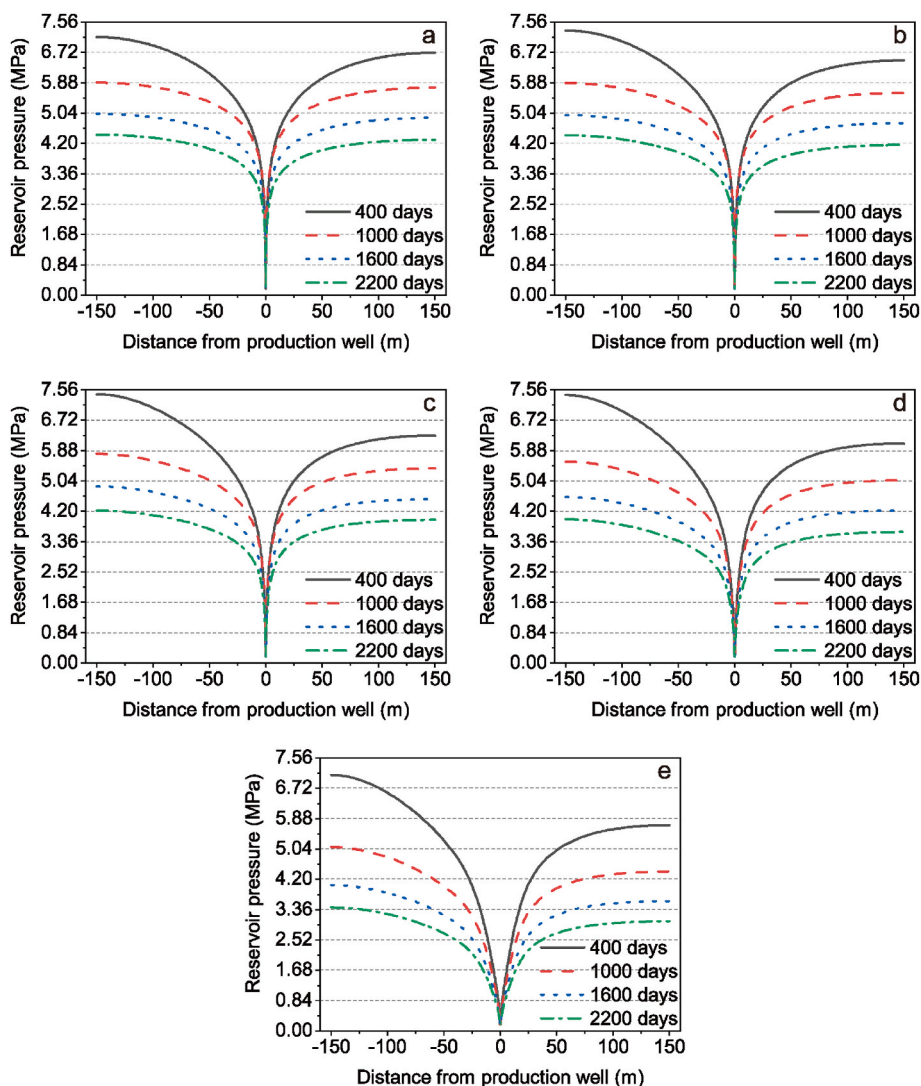 a
Reservoir pressure (MPa)
7.56
6.72
5.88
5.04
4.20
3.36
2.52
1.68
0.84
0.00
400 days
1000 days
1600 days
2200 days
-150 -100 -50 0 50 100 150
Distance from production well (m)
b
Reservoir pressure (MPa)
7.56
6.72
5.88
5.04
4.20
3.36
2.52
1.68
0.84
0.00
400 days
1000 days
1600 days
2200 days
-150 -100 -50 0 50 100 150
Distance from production well (m)
c
Reservoir pressure (MPa)
7.56
6.72
5.88
5.04
4.20
3.36
2.52
1.68
0.84
0.00
400 days
1000 days
1600 days
2200 days
-150 -100 -50 0 50 100 150
Distance from production well (m)
d
Reservoir pressure (MPa)
7.56
6.72
5.88
5.04
4.20
3.36
2.52
1.68
0.84
0.00
400 days
1000 days
1600 days
2200 days
-150 -100 -50 0 50 100 150
Distance from production well (m)
e
Reservoir pressure (MPa)
7.56
6.72
5.88
5.04
4.20
3.36
2.52
1.68
0.84
0.00
400 days
1000 days
1600 days
2200 days
-150 -100 -50 0 50 100 150
Distance from production well (m)